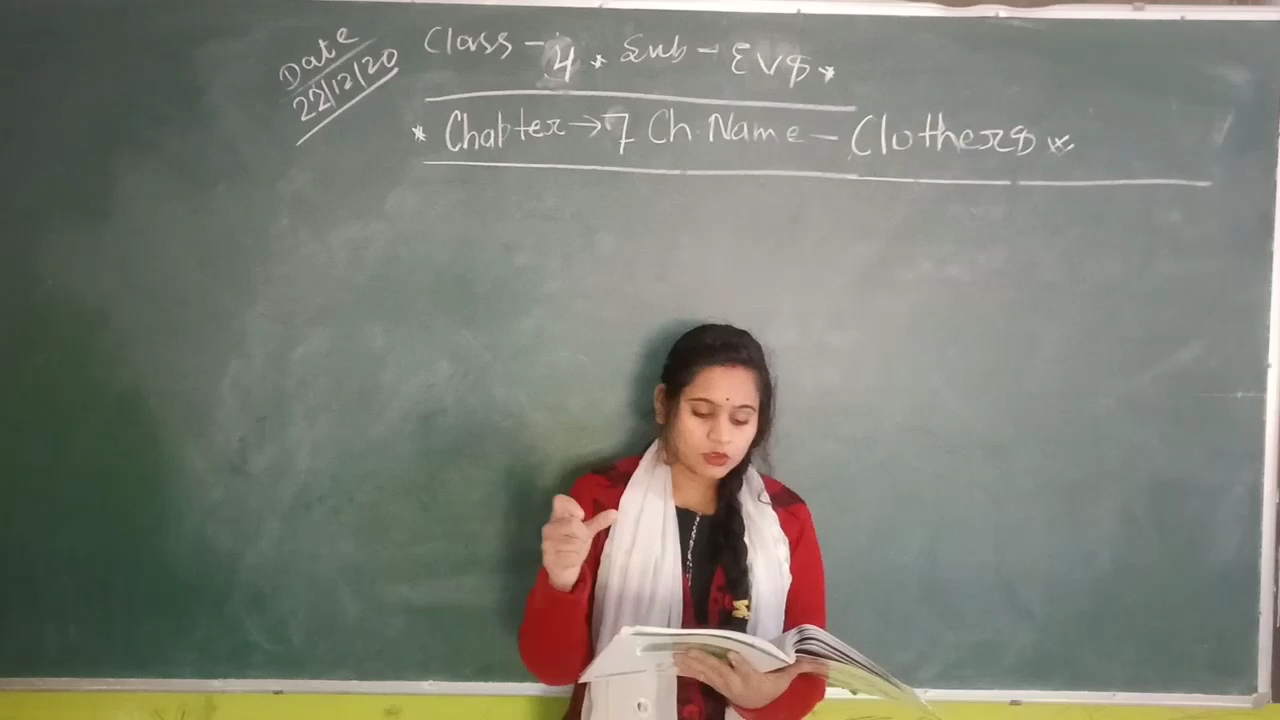 Date
22/12/20
Class - 4 * Sub - EVS *
* Chapter → 7 Ch. Name - Clothers *